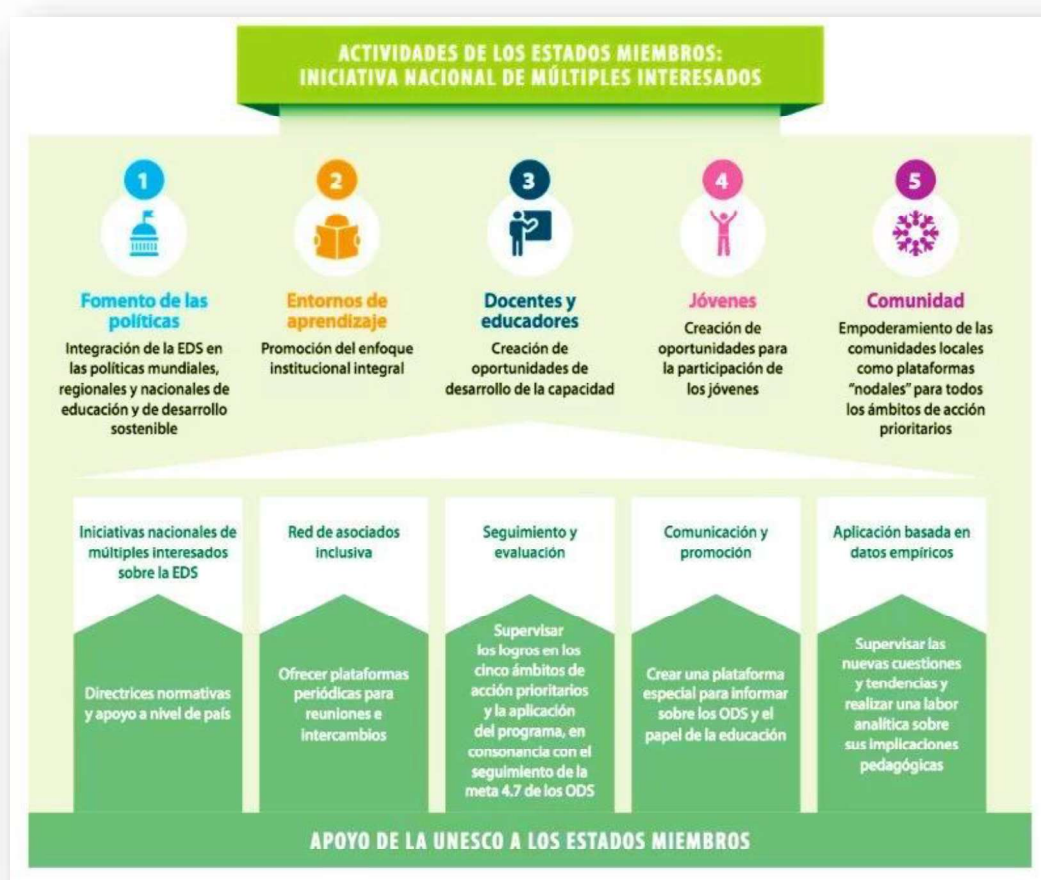 ACTIVIDADES DE LOS ESTADOS MIEMBROS:
INICIATIVA NACIONAL DE MÚLTIPLES INTERESADOS
1
Fomento de las
políticas
Integración de la EDS en
las políticas mundiales,
regionales y nacionales de
educación y de desarrollo
sostenible
2
Entornos de
aprendizaje
Promoción del enfoque
institucional integral
3
Docentes y
educadores
Creación de
oportunidades de
desarrollo de la capacidad
4
Jóvenes
Creación de
oportunidades para
la participación de
los jóvenes
5
Comunidad
Empoderamiento de las
comunidades locales
como plataformas
"nodales" para todos
los ámbitos de acción
prioritarios
Iniciativas nacionales de
múltiples interesados
sobre la EDS
Directrices normativas
y apoyo a nivel de país
Red de asociados
inclusiva
Ofrecer plataformas
periódicas para
reuniones e
intercambios
Seguimiento y
evaluación
Supervisar
los logros en los
cinco ámbitos de
acción prioritarios
y la aplicación
del programa, en
consonancia con el
seguimiento de la
meta 4.7 de los ODS
Comunicación y
promoción
Crear una plataforma
especial para informar
sobre los ODS y el
papel de la educación
Aplicación basada en
datos empíricos
Supervisar las
nuevas cuestiones
y tendencias y
realizar una labor
analítica sobre
sus implicaciones
pedagógicas
APOYO DE LA UNESCO A LOS ESTADOS MIEMBROS